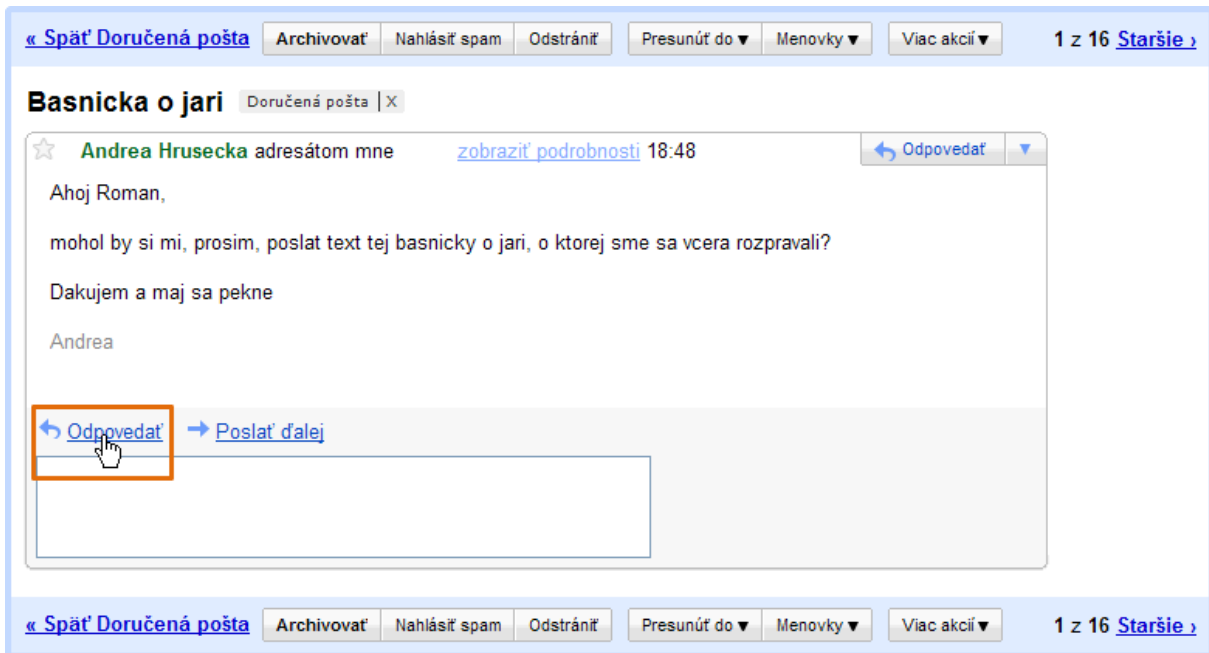 « Späť Doručená pošta Archivovať Nahlásiť spam Odstrániť Presunúť do ▼ Menovky ▼ Viac akcií ▼ 1 z 16 Staršie ›
Basnicka o jari Doručená pošta | X
Andrea Hrusecka adresátom mne zobraziť podrobnosti 18:48 Odpovedať ▼
Ahoj Roman,
mohol by si mi, prosim, poslat text tej basnicky o jari, o ktorej sme sa vcera rozpravali?
Dakujem a maj sa pekne
Andrea
Odpovedať Poslať ďalej
« Späť Doručená pošta Archivovať Nahlásiť spam Odstrániť Presunúť do ▼ Menovky ▼ Viac akcií ▼ 1 z 16 Staršie ›